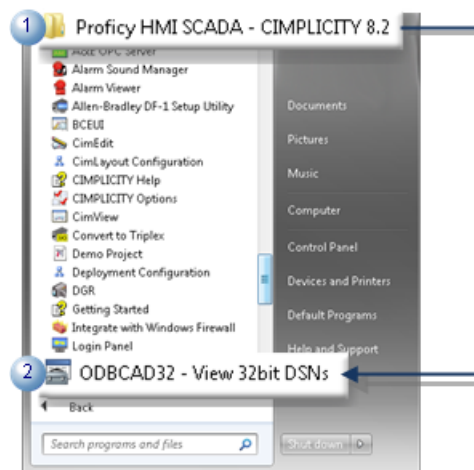 1 Proficy HMI SCADA - CIMPLICITY 8.2
A&E OPC Server
Alarm Sound Manager
Alarm Viewer
Allen-Bradley DF-1 Setup Utility
BCEUI
CimEdit
CimLayout Configuration
CIMPLICITY Help
CIMPLICITY Options
CimView
Convert to Triplex
Demo Project
Deployment Configuration
DGR
Getting Started
Integrate with Windows Firewall
Login Panel
2 ODBCAD32 - View 32bit DSNs
Back
Search programs and files
Documents
Pictures
Music
Computer
Control Panel
Devices and Printers
Default Programs
Help and Support
Shut down